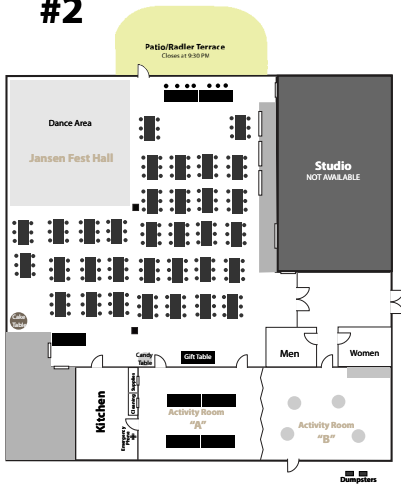 #2
Patio/Radler Terrace
Closes at 9:30 PM
Dance Area
Jansen Fest Hall
Studio
NOT AVAILABLE
Cake
Table
Candy
Table
Gift Table
Men
Women
Kitchen
Cleaning Supplies
Emergency
Phone
Activity Room
"A"
Activity Room
"B"
Dumpsters